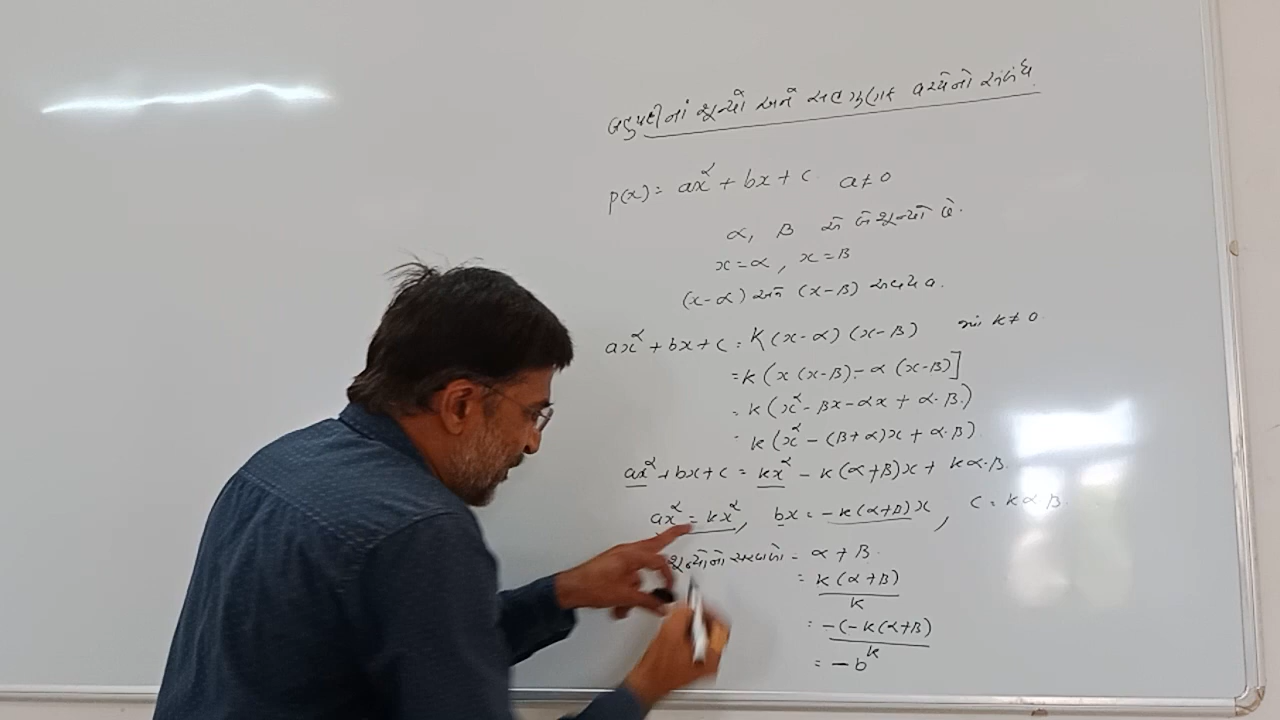 બહુપદીનાં શૂન્યો અને સહગુણક વચ્ચેનો સંબંધ.
p(x) = ax² + bx + c a ≠ 0
α, β એ બે શૂન્યો છે.
x = α , x = β
(x-α) અને (x-β) અવયવ
ax² + bx + c = k(x-α)(x-β) k ≠ 0
= k(x(x-β) - α(x-β)]
= k(x² - βx - αx + α·β)
k(x² - (β+α)x + α·β)
ax² + bx + c = kx² - k(α+β)x + kα·β
ax² = kx², bx = -k(α+β)x, c = kαβ
શૂન્યોનો સરવાળો = α + β
= k(α+β)
k
= -(-k(α+β)
k
= -b